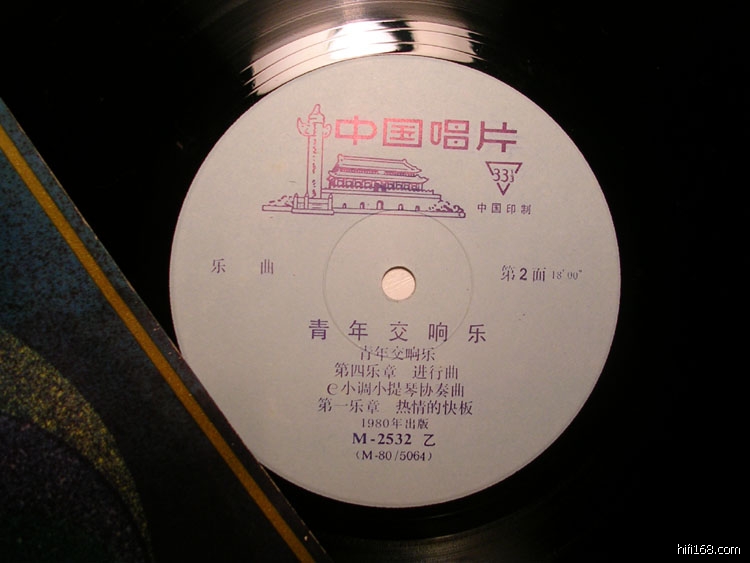 中国唱片
33⅓
中国印制
乐 曲
第2面 18′00″
青年交响乐
青年交响乐
第四乐章 进行曲
e小调小提琴协奏曲
第一乐章 热情的快板
1980年出版
M-2532 乙
(M-80/5064)
hifi168.com